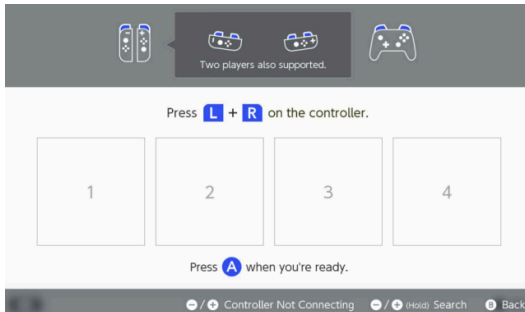 Two players also supported.
Press L + R on the controller.
1 2 3 4
Press A when you're ready.
-/+ Controller Not Connecting -/+ (Hold) Search B Back